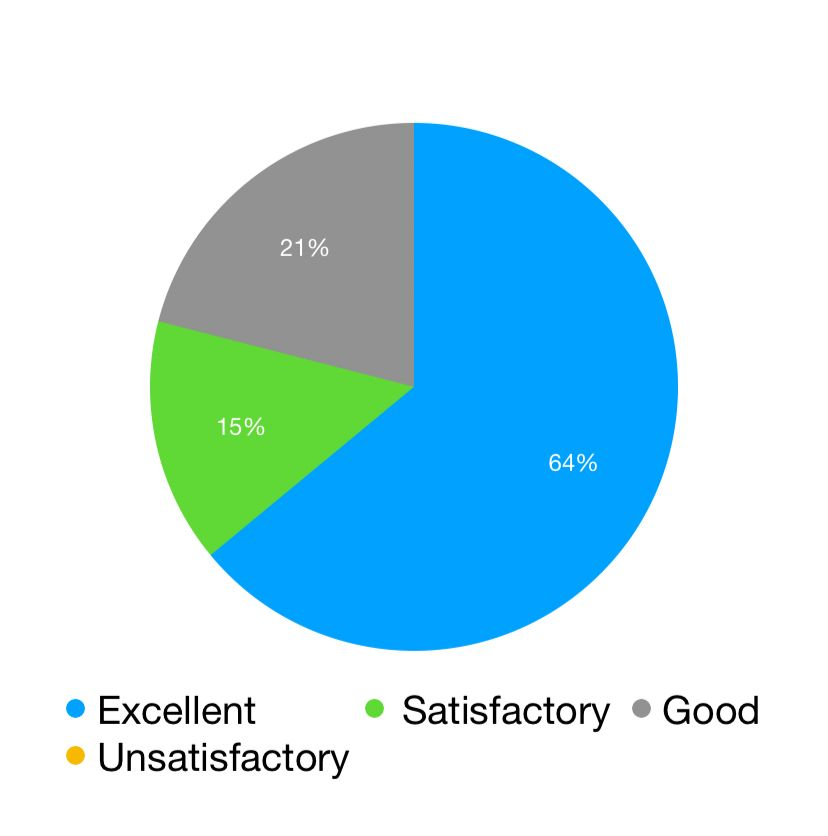 21%
15%
64%
Excellent Satisfactory Good
Unsatisfactory